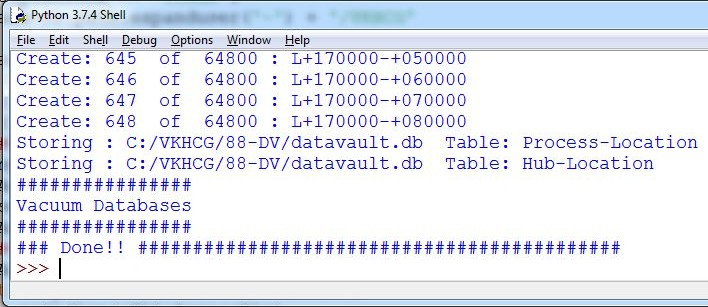 Python 3.7.4 Shell
File Edit Shell Debug Options Window Help
Create: 645  of  64800 : L+170000-+050000
Create: 646  of  64800 : L+170000-+060000
Create: 647  of  64800 : L+170000-+070000
Create: 648  of  64800 : L+170000-+080000
Storing : C:/VKHCG/88-DV/datavault.db  Table: Process-Location
Storing : C:/VKHCG/88-DV/datavault.db  Table: Hub-Location
################
Vacuum Databases
################
### Done!! ############################################
>>>